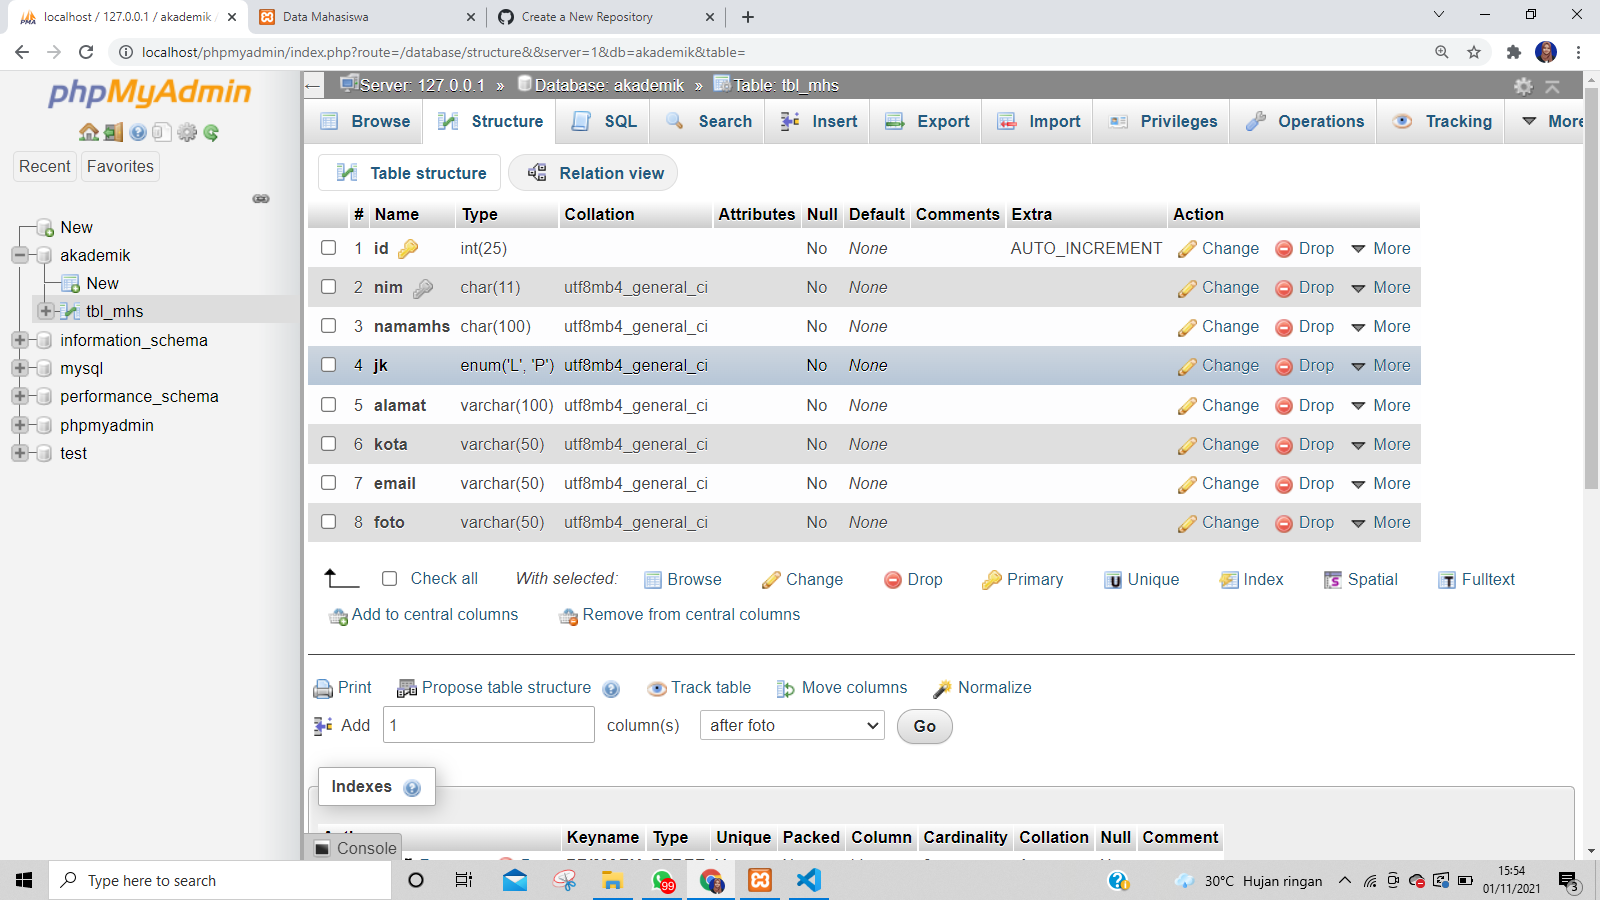 localhost / 127.0.0.1 / akademik
Data Mahasiswa
Create a New Repository
localhost/phpmyadmin/index.php?route=/database/structure&&server=1&db=akademik&table=
phpMyAdmin
Server: 127.0.0.1 » Database: akademik » Table: tbl_mhs
Browse Structure SQL Search Insert Export Import Privileges Operations Tracking More
Recent Favorites
Table structure Relation view
New
akademik
New
tbl_mhs
information_schema
mysql
performance_schema
phpmyadmin
test
# Name Type Collation Attributes Null Default Comments Extra Action
1 id int(25) No None AUTO_INCREMENT Change Drop More
2 nim char(11) utf8mb4_general_ci No None Change Drop More
3 namamhs char(100) utf8mb4_general_ci No None Change Drop More
4 jk enum('L', 'P') utf8mb4_general_ci No None Change Drop More
5 alamat varchar(100) utf8mb4_general_ci No None Change Drop More
6 kota varchar(50) utf8mb4_general_ci No None Change Drop More
7 email varchar(50) utf8mb4_general_ci No None Change Drop More
8 foto varchar(50) utf8mb4_general_ci No None Change Drop More
Check all With selected: Browse Change Drop Primary Unique Index Spatial Fulltext
Add to central columns Remove from central columns
Print Propose table structure Track table Move columns Normalize
Add 1 column(s) after foto Go
Indexes
Keyname Type Unique Packed Column Cardinality Collation Null Comment
Console
Type here to search
99
30°C Hujan ringan
15:54
01/11/2021
3